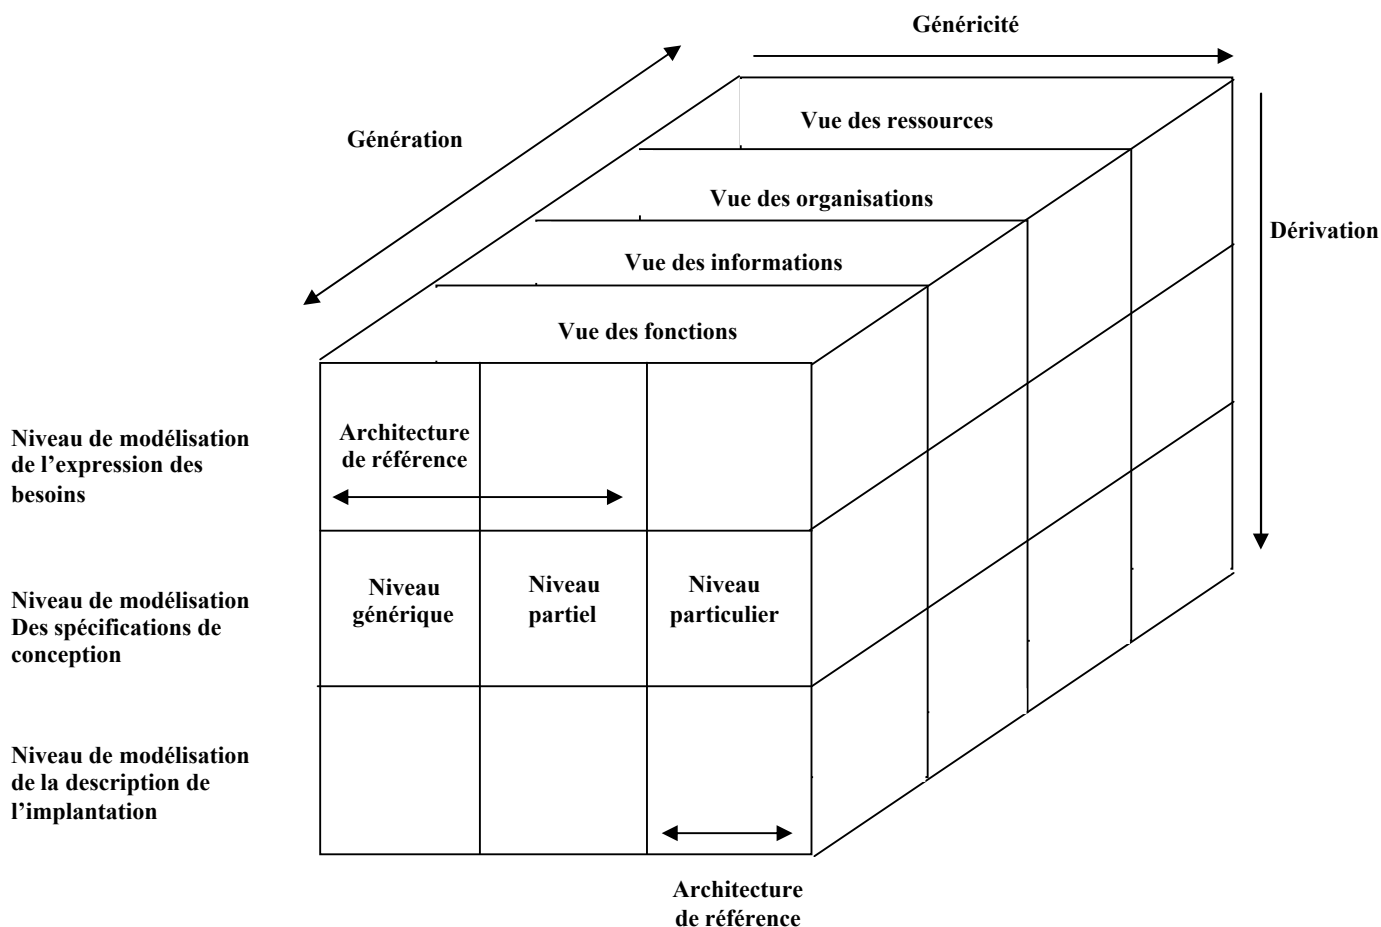 Généricité
Génération
Vue des ressources
Vue des organisations
Dérivation
Vue des informations
Vue des fonctions
Niveau de modélisation
de l’expression des
besoins
Architecture
de référence
Niveau de modélisation
Des spécifications de
conception
Niveau
générique
Niveau
partiel
Niveau
particulier
Niveau de modélisation
de la description de
l’implantation
Architecture
de référence